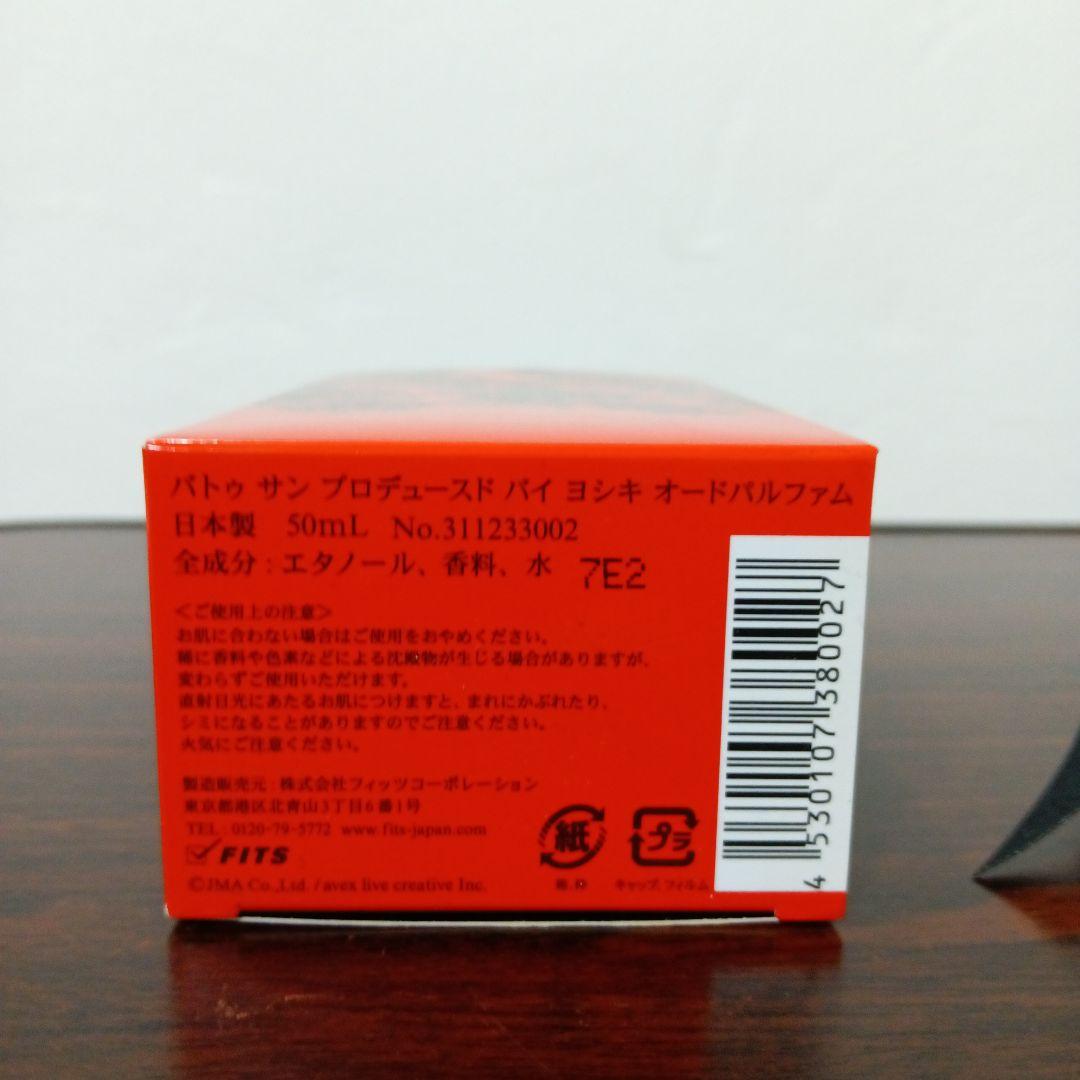 バトゥ サン プロデュースド バイ ヨシキ オードパルファム
日本製 50mL No.311233002
全成分:エタノール、香料、水 7E2
<ご使用上の注意>
お肌に合わない場合はご使用をおやめください。
稀に香料や色素などによる沈殿物が生じる場合がありますが、
変わらずご使用いただけます。
直射日光にあたるお肌につけますと、まれにかぶれたり、
シミになることがありますのでご注意ください。
火気にご注意ください。
製造販売元:株式会社フィッツコーポレーション
東京都港区北青山3丁目6番1号
TEL:0120-79-5772 www.fits-japan.com
FITS
©JMA Co.,Ltd. / avex live creative Inc.
紙
プラ
キャップ, フィルム
4530107380027